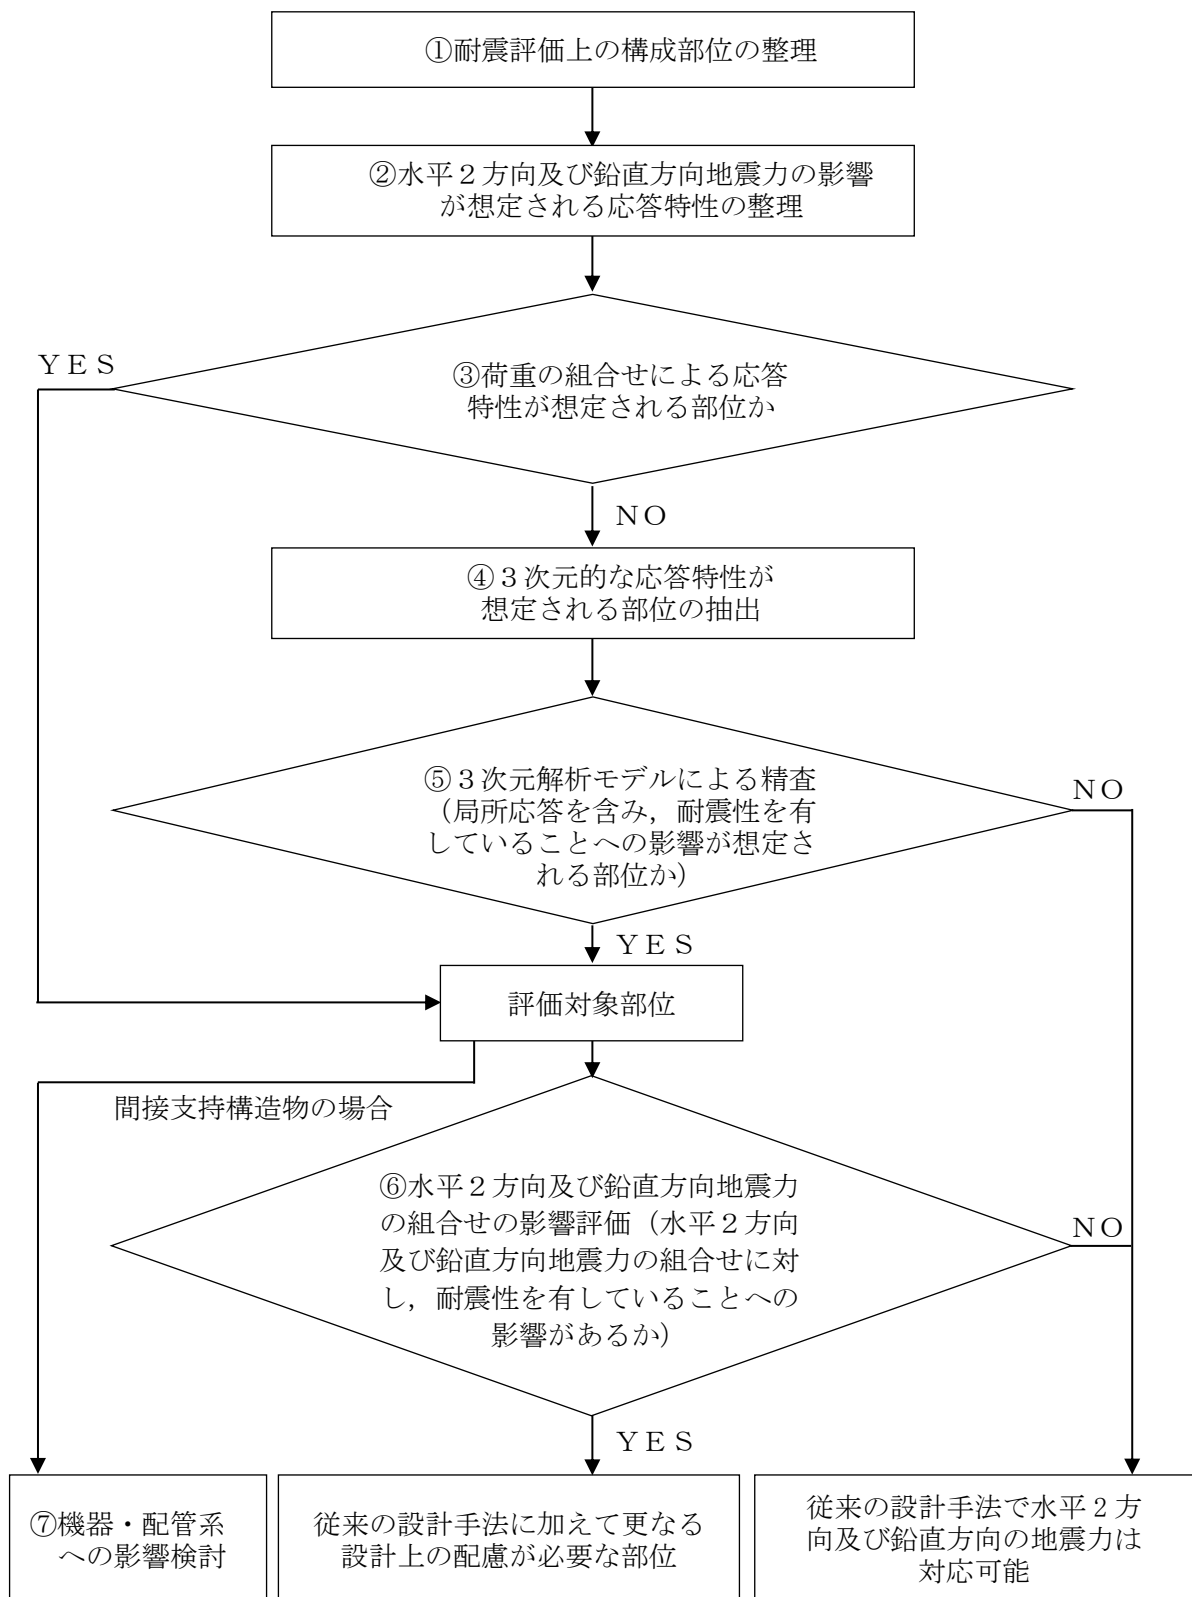 ①耐震評価上の構成部位の整理
②水平２方向及び鉛直方向地震力の影響
が想定される応答特性の整理
ＹＥＳ
③荷重の組合せによる応答
特性が想定される部位か
ＮＯ
④３次元的な応答特性が
想定される部位の抽出
⑤３次元解析モデルによる精査
（局所応答を含み，耐震性を有
していることへの影響が想定さ
れる部位か）
ＮＯ
ＹＥＳ
評価対象部位
間接支持構造物の場合
⑥水平２方向及び鉛直方向地震力
の組合せの影響評価（水平２方向
及び鉛直方向地震力の組合せに対
し，耐震性を有していることへの
影響があるか）
ＮＯ
ＹＥＳ
⑦機器・配管系
への影響検討
従来の設計手法に加えて更なる
設計上の配慮が必要な部位
従来の設計手法で水平２方
向及び鉛直方向の地震力は
対応可能